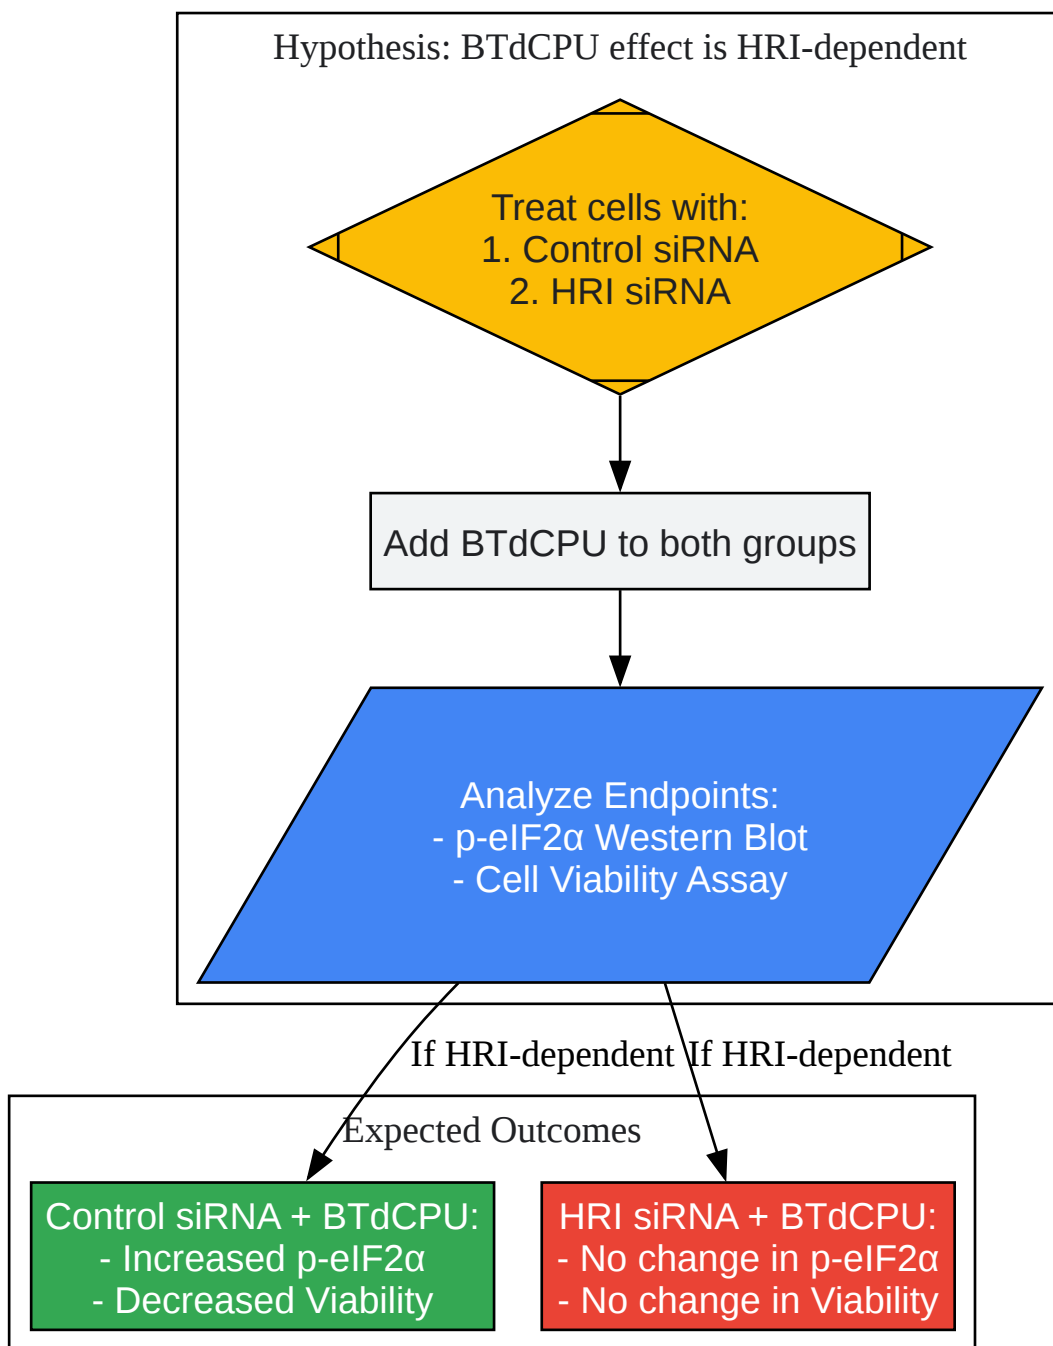 Hypothesis: BTdCPU effect is HRI-dependent
Treat cells with:
1. Control siRNA
2. HRI siRNA
Add BTdCPU to both groups
Analyze Endpoints:
- p-eIF2α Western Blot
- Cell Viability Assay
If HRI-dependent
If HRI-dependent
Expected Outcomes
Control siRNA + BTdCPU:
- Increased p-eIF2α
- Decreased Viability
HRI siRNA + BTdCPU:
- No change in p-eIF2α
- No change in Viability